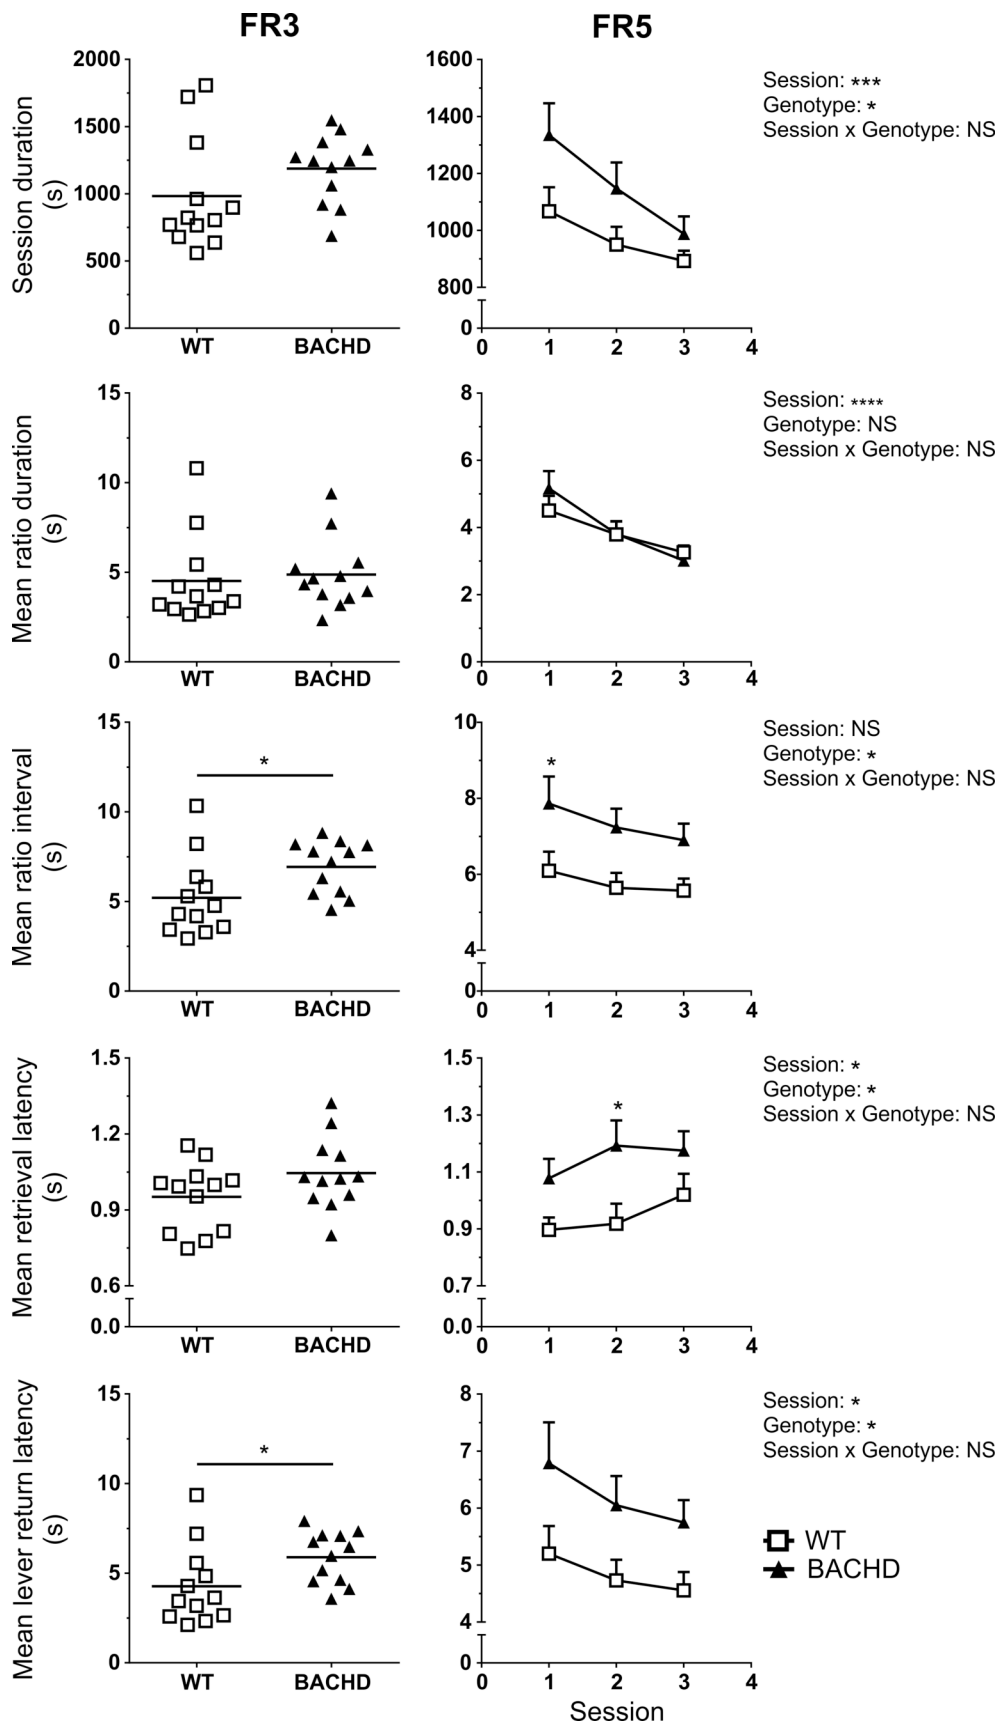 FR3
FR5
Session duration
(s)
2000
1500
1000
500
0
WT
BACHD
1600
1400
1200
1000
800
0
0
1
2
3
4
Session: ***
Genotype: *
Session x Genotype: NS
Mean ratio duration
(s)
15
10
5
0
WT
BACHD
8
6
4
2
0
0
1
2
3
4
Session: ****
Genotype: NS
Session x Genotype: NS
Mean ratio interval
(s)
15
10
5
0
*
WT
BACHD
10
8
6
4
0
*
0
1
2
3
4
Session: NS
Genotype: *
Session x Genotype: NS
Mean retrieval latency
(s)
1.5
1.2
0.9
0.6
0.0
WT
BACHD
1.5
1.3
1.1
0.9
0.7
0.0
*
0
1
2
3
4
Session: *
Genotype: *
Session x Genotype: NS
Mean lever return latency
(s)
15
10
5
0
*
WT
BACHD
8
7
6
5
4
0
0
1
2
3
4
Session
Session: *
Genotype: *
Session x Genotype: NS
WT
BACHD